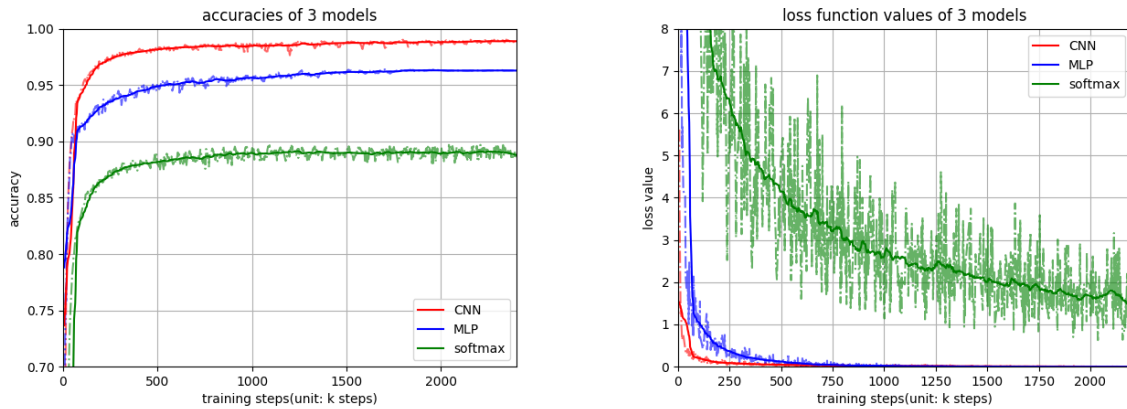 accuracies of 3 models
1.00
0.95
0.90
0.85
0.80
0.75
0.70
accuracy
0
500
1000
1500
2000
training steps(unit: k steps)
CNN
MLP
softmax
loss function values of 3 models
8
7
6
5
4
3
2
1
0
loss value
0
250
500
750
1000
1250
1500
1750
2000
training steps(unit: k steps)
CNN
MLP
softmax